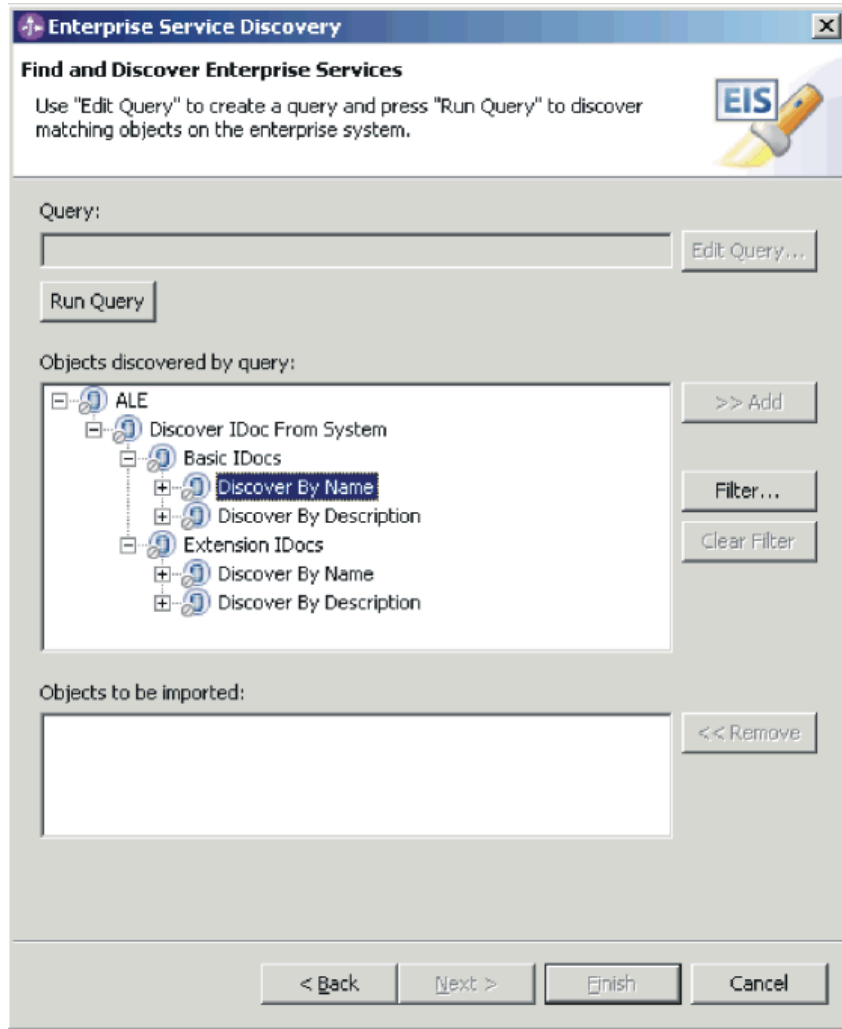 Enterprise Service Discovery
Find and Discover Enterprise Services
Use "Edit Query" to create a query and press "Run Query" to discover
matching objects on the enterprise system.
EIS
Query:
Edit Query...
Run Query
Objects discovered by query:
ALE
>> Add
Discover IDoc From System
Basic IDocs
Discover By Name
Filter...
Discover By Description
Extension IDocs
Clear Filter
Discover By Name
Discover By Description
Objects to be imported:
<< Remove
< Back
Next >
Finish
Cancel